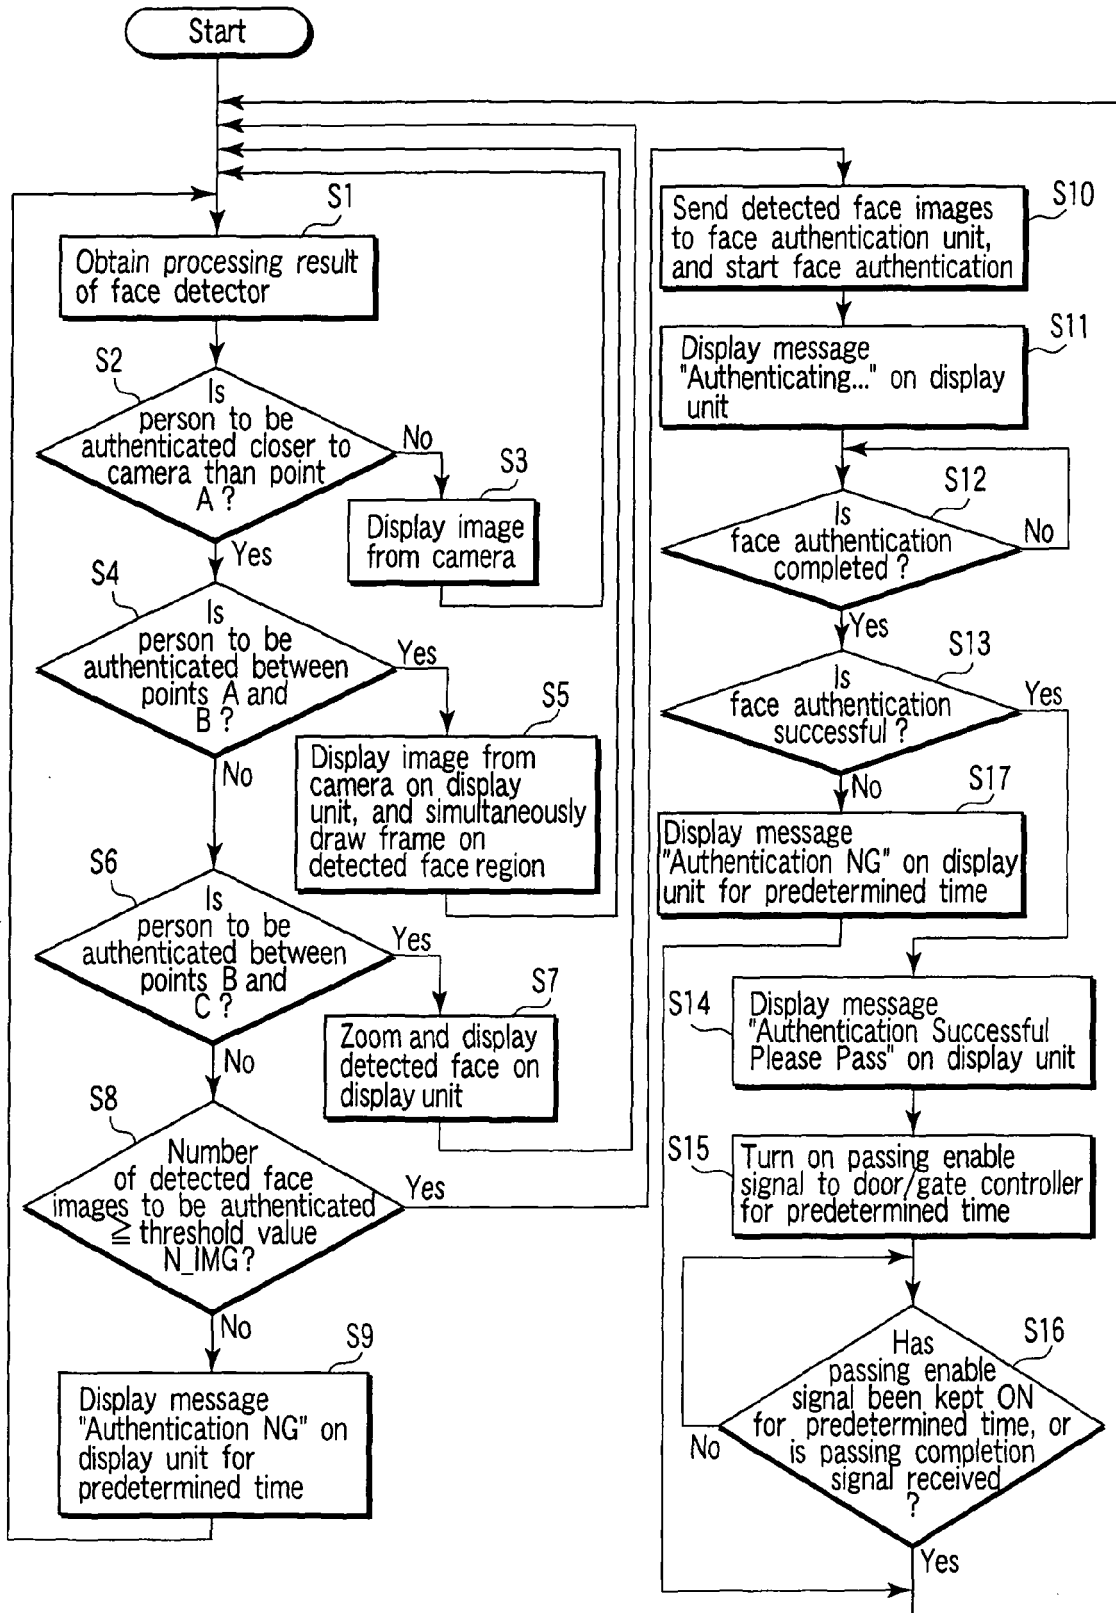 Start
S1
Obtain processing result
of face detector
S2
Is
person to be
authenticated closer to
camera than point
A ?
No
Yes
S3
Display image
from camera
S4
Is
person to be
authenticated between
points A and
B ?
Yes
No
S5
Display image from
camera on display
unit, and simultaneously
draw frame on
detected face region
S6
Is
person to be
authenticated between
points B and
C ?
Yes
No
S7
Zoom and display
detected face on
display unit
S8
Number
of detected face
images to be authenticated
≧ threshold value
N_IMG?
Yes
No
S9
Display message
"Authentication NG" on
display unit for
predetermined time
S10
Send detected face images
to face authentication unit,
and start face authentication
S11
Display message
"Authenticating..." on display
unit
S12
Is
face authentication
completed ?
No
Yes
S13
Is
face authentication
successful ?
Yes
No
S17
Display message
"Authentication NG" on display
unit for predetermined time
S14
Display message
"Authentication Successful
Please Pass" on display unit
S15
Turn on passing enable
signal to door/gate controller
for predetermined time
S16
Has
passing enable
signal been kept ON
for predetermined time, or
is passing completion
signal received
?
No
Yes